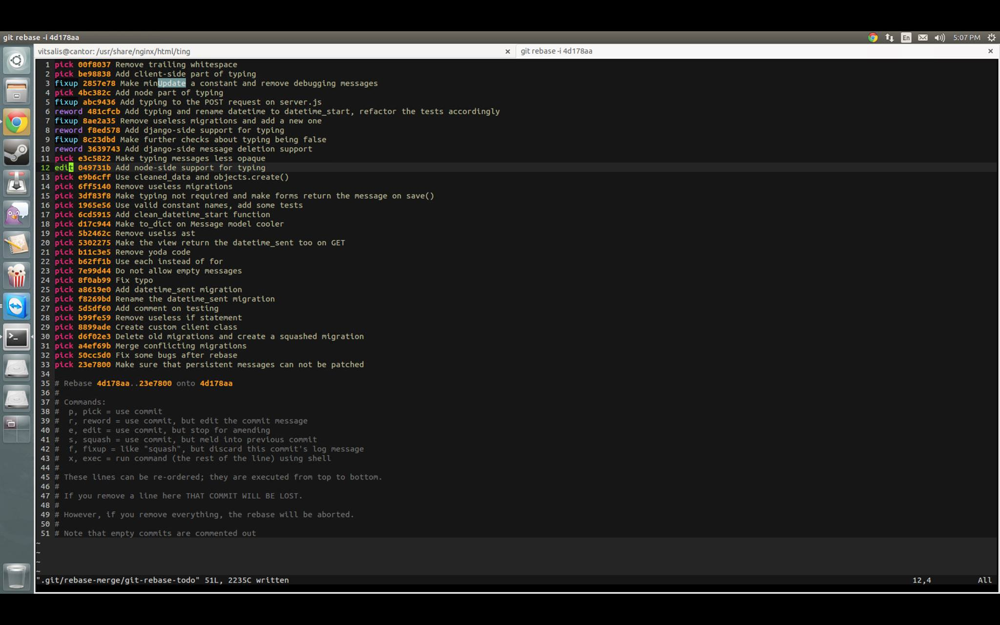 git rebase -i 4d178aa
En
5:07 PM
vitsalis@cantor: /usr/share/nginx/html/ting
git rebase -i 4d178aa
1 pick 00f8037 Remove trailing whitespace
2 pick be98838 Add client-side part of typing
3 fixup 2857e78 Make minUpdate a constant and remove debugging messages
4 pick 4bc382c Add node part of typing
5 fixup abc9436 Add typing to the POST request on server.js
6 reword 481cfcb Add typing and rename datetime to datetime_start, refactor the tests accordingly
7 fixup 8ae2a35 Remove useless migrations and add a new one
8 reword f8ed578 Add django-side support for typing
9 fixup 8c23dbd Make further checks about typing being false
10 reword 3639743 Add django-side message deletion support
11 pick e3c5822 Make typing messages less opaque
12 edit 049731b Add node-side support for typing
13 pick e9b6cff Use cleaned_data and objects.create()
14 pick 6ff5140 Remove useless migrations
15 pick 3df83f8 Make typing not required and make forms return the message on save()
16 pick 1965e56 Use valid constant names, add some tests
17 pick 6cd5915 Add clean_datetime_start function
18 pick d17c944 Make to_dict on Message model cooler
19 pick 5b2462c Remove uselss ast
20 pick 5302275 Make the view return the datetime_sent too on GET
21 pick b11c3e5 Remove yoda code
22 pick b62ff1b Use each instead of for
23 pick 7e99d44 Do not allow empty messages
24 pick 8f0ab99 Fix typo
25 pick a8619e0 Add datetime_sent migration
26 pick f8269bd Rename the datetime_sent migration
27 pick 5d5df60 Add comment on testing
28 pick b99fe59 Remove useless if statement
29 pick 8899ade Create custom client class
30 pick d6f02e3 Delete old migrations and create a squashed migration
31 pick a4ef69b Merge conflicting migrations
32 pick 50cc5d0 Fix some bugs after rebase
33 pick 23e7800 Make sure that persistent messages can not be patched
34
35 # Rebase 4d178aa..23e7800 onto 4d178aa
36 #
37 # Commands:
38 #  p, pick = use commit
39 #  r, reword = use commit, but edit the commit message
40 #  e, edit = use commit, but stop for amending
41 #  s, squash = use commit, but meld into previous commit
42 #  f, fixup = like "squash", but discard this commit's log message
43 #  x, exec = run command (the rest of the line) using shell
44 #
45 # These lines can be re-ordered; they are executed from top to bottom.
46 #
47 # If you remove a line here THAT COMMIT WILL BE LOST.
48 #
49 # However, if you remove everything, the rebase will be aborted.
50 #
51 # Note that empty commits are commented out
~
~
~
~
".git/rebase-merge/git-rebase-todo" 51L, 2235C written 12,4 All